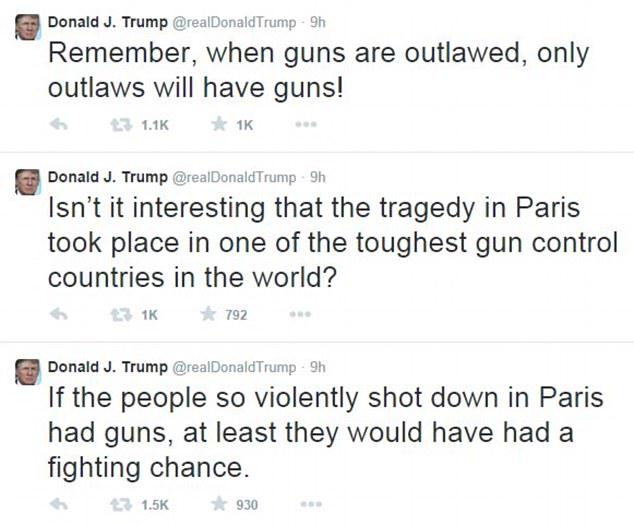 Donald J. Trump @realDonaldTrump · 9h
Remember, when guns are outlawed, only
outlaws will have guns!
1.1K 1K
Donald J. Trump @realDonaldTrump · 9h
Isn’t it interesting that the tragedy in Paris
took place in one of the toughest gun control
countries in the world?
1K 792
Donald J. Trump @realDonaldTrump · 9h
If the people so violently shot down in Paris
had guns, at least they would have had a
fighting chance.
1.5K 930